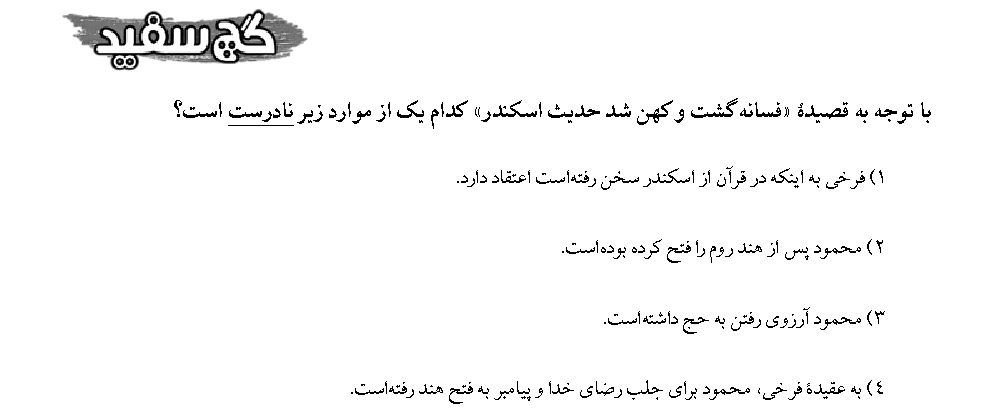 گچ سفید
با توجه به قصیدهٔ «فسانه گشت و کهن شد حدیث اسکندر» کدام یک از موارد زیر نادرست است؟
۱) فرخی به اینکه در قرآن از اسکندر سخن رفته‌است اعتقاد دارد.
۲) محمود پس از هند روم را فتح کرده بوده‌است.
۳) محمود آرزوی رفتن به حج داشته‌است.
٤) به عقیدهٔ فرخی، محمود برای جلب رضای خدا و پیامبر به فتح هند رفته‌است.